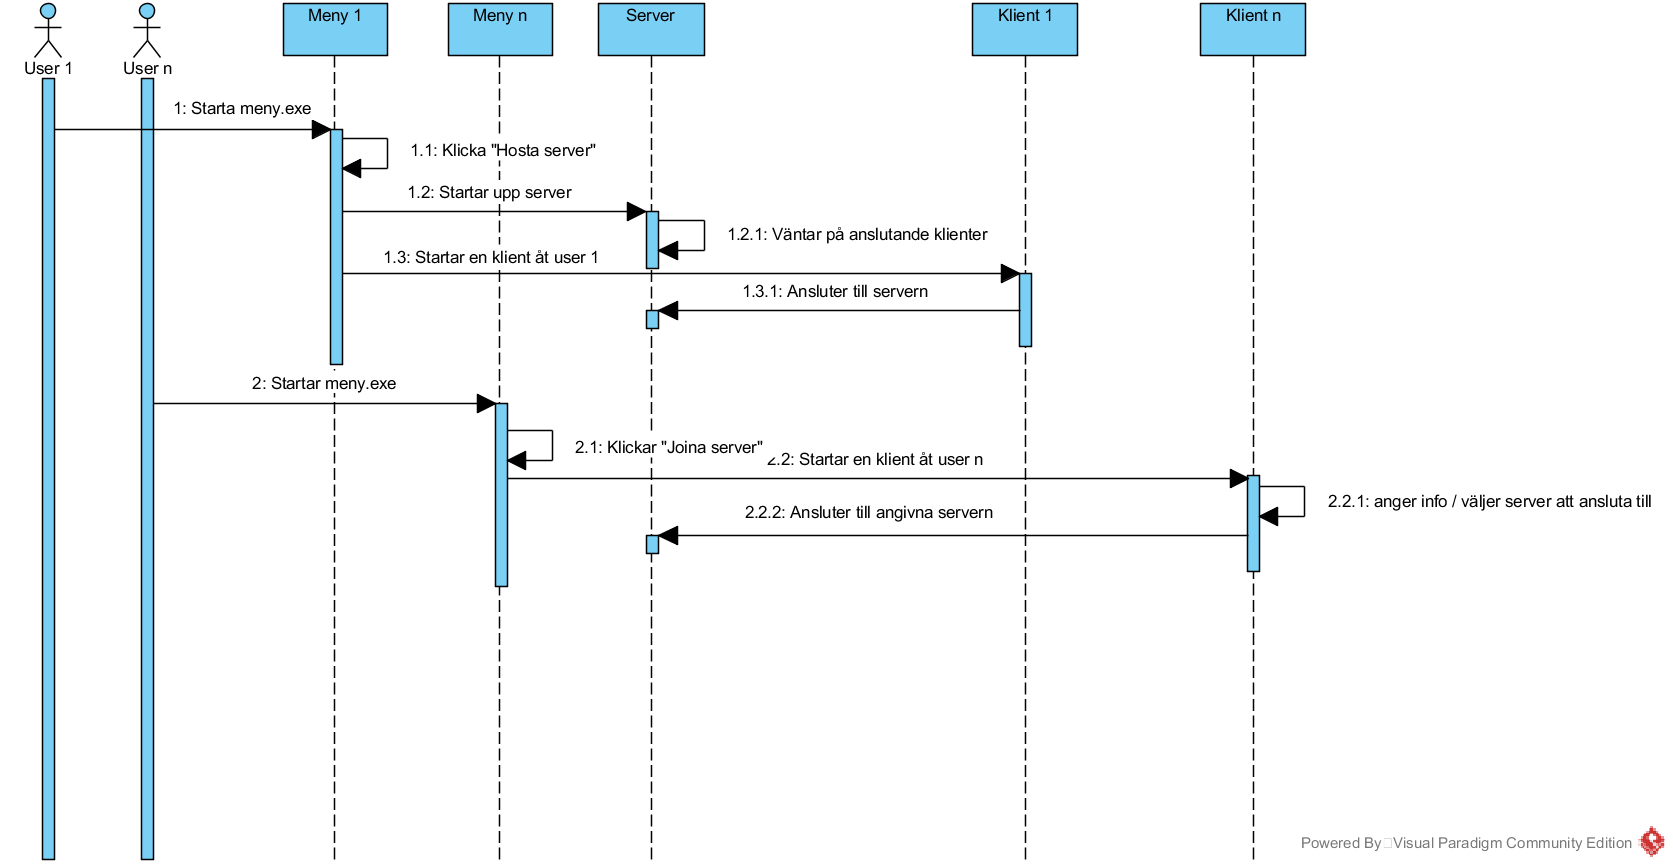 User 1
User n
Meny 1
Meny n
Server
Klient 1
Klient n
1: Starta meny.exe
1.1: Klicka "Hosta server"
1.2: Startar upp server
1.2.1: Väntar på anslutande klienter
1.3: Startar en klient åt user 1
1.3.1: Ansluter till servern
2: Startar meny.exe
2.1: Klickar "Joina server"
2.2: Startar en klient åt user n
2.2.1: anger info / väljer server att ansluta till
2.2.2: Ansluter till angivna servern
Powered By Visual Paradigm Community Edition